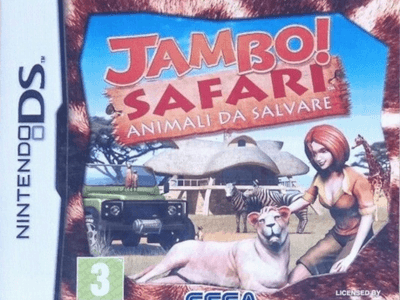 NINTENDO DS
JAMBO!
SAFARI
ANIMALI DA SALVARE
3
SEGA
LICENSED BY